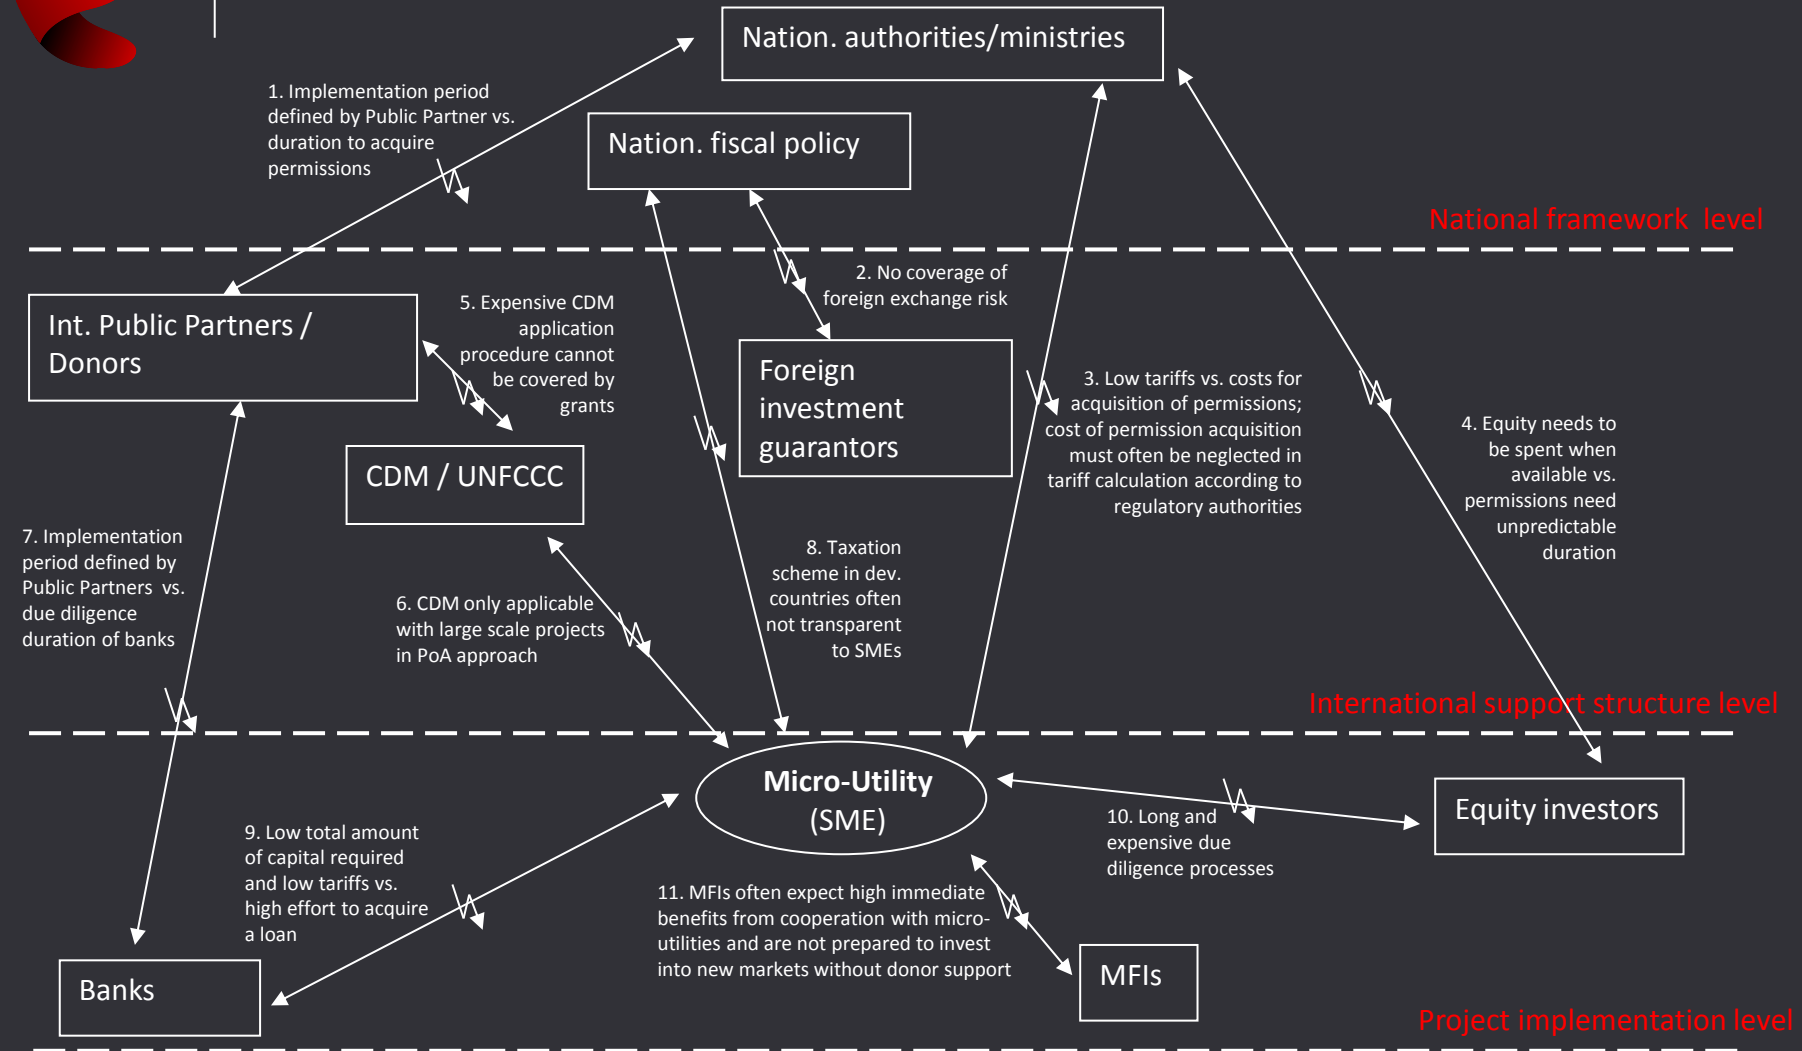 Nation. authorities/ministries
1. Implementation period
defined by Public Partner vs.
duration to acquire
permissions
Nation. fiscal policy
National framework level
2. No coverage of
foreign exchange risk
Int. Public Partners /
Donors
5. Expensive CDM
application
procedure cannot
be covered by
grants
Foreign
investment
guarantors
3. Low tariffs vs. costs for
acquisition of permissions;
cost of permission acquisition
must often be neglected in
tariff calculation according to
regulatory authorities
4. Equity needs to
be spent when
available vs.
permissions need
unpredictable
duration
CDM / UNFCCC
7. Implementation
period defined by
Public Partners vs.
due diligence
duration of banks
6. CDM only applicable
with large scale projects
in PoA approach
8. Taxation
scheme in dev.
countries often
not transparent
to SMEs
International support structure level
Micro-Utility
(SME)
Equity investors
9. Low total amount
of capital required
and low tariffs vs.
high effort to acquire
a loan
10. Long and
expensive due
diligence processes
11. MFIs often expect high immediate
benefits from cooperation with micro-
utilities and are not prepared to invest
into new markets without donor support
Banks
MFIs
Project implementation level